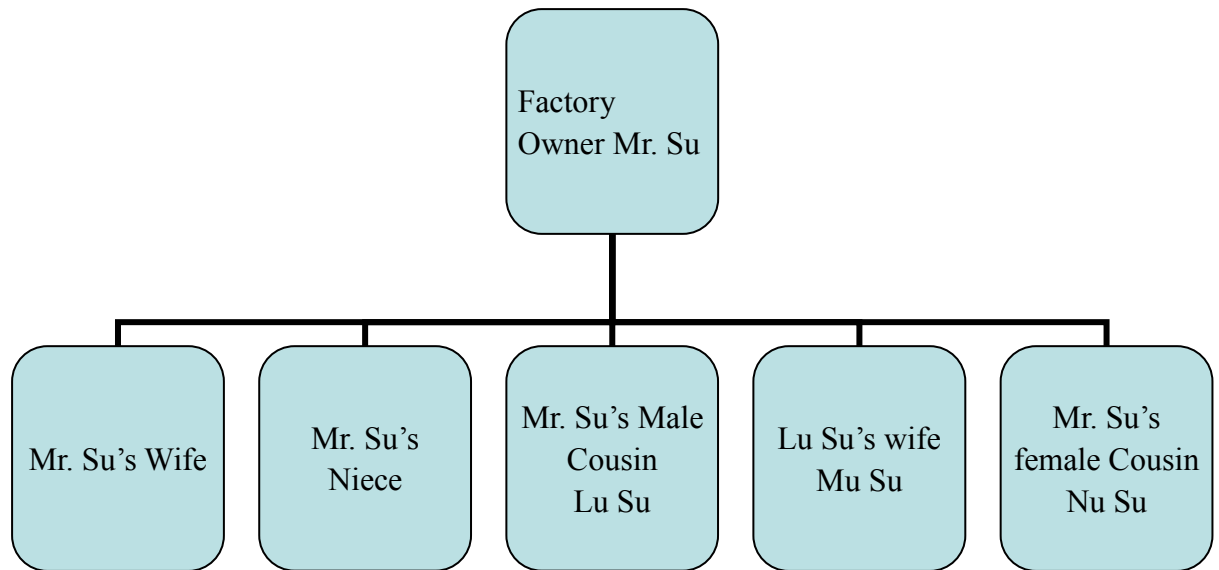 Factory
Owner Mr. Su
Mr. Su’s Wife
Mr. Su’s
Niece
Mr. Su’s Male
Cousin
Lu Su
Lu Su’s wife
Mu Su
Mr. Su’s
female Cousin
Nu Su